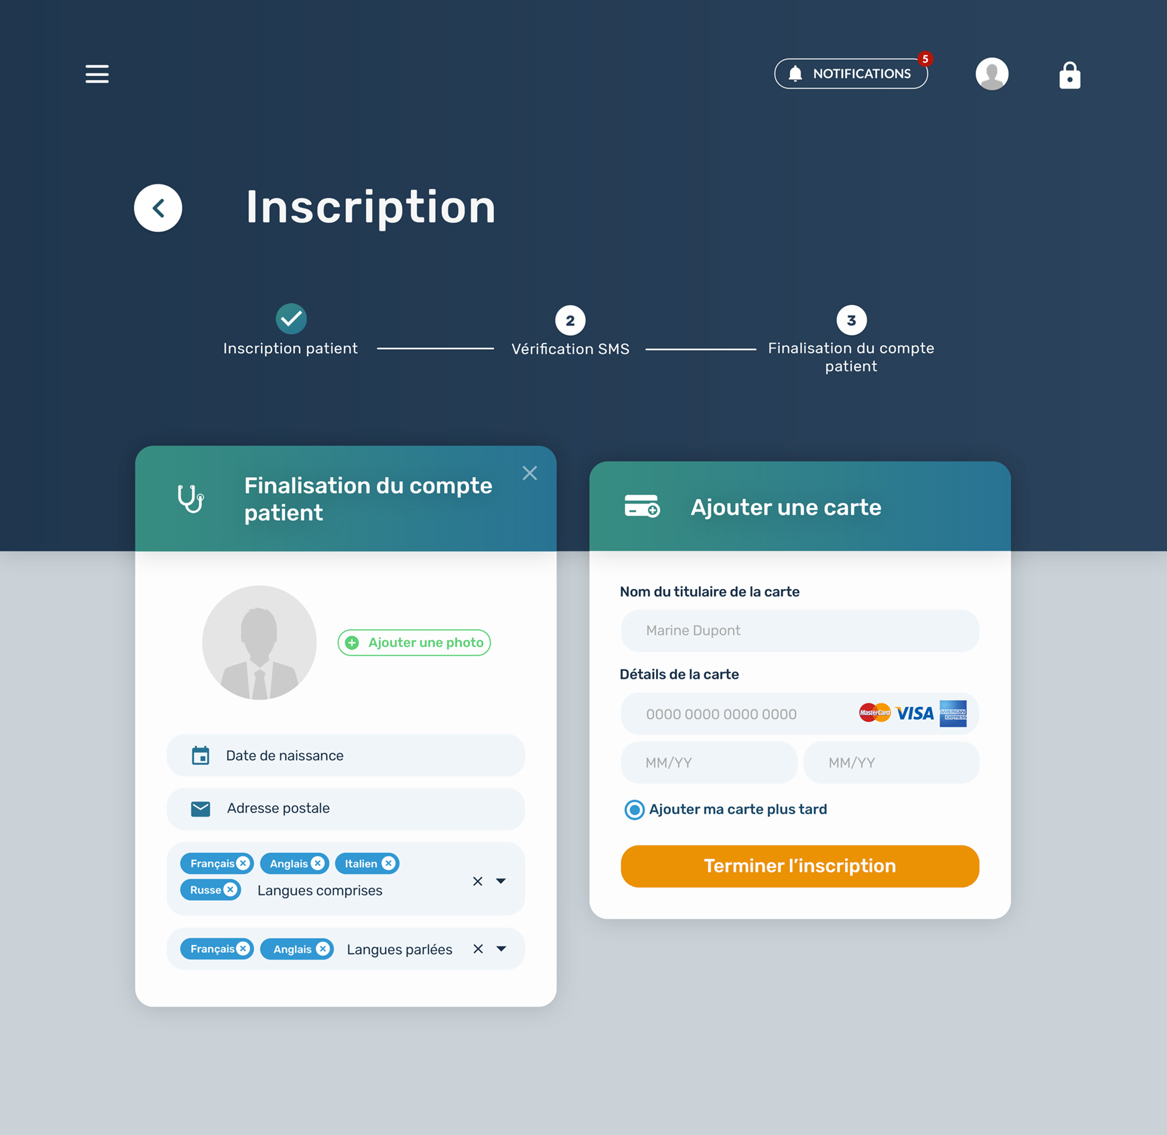 NOTIFICATIONS
5
Inscription
2
3
Inscription patient
Vérification SMS
Finalisation du compte
patient
Finalisation du compte
patient
Ajouter une photo
Date de naissance
Adresse postale
Français Anglais Italien
Russe Langues comprises
Français Anglais Langues parlées
Ajouter une carte
Nom du titulaire de la carte
Marine Dupont
Détails de la carte
0000 0000 0000 0000 MasterCard VISA AMERICAN EXPRESS
MM/YY MM/YY
Ajouter ma carte plus tard
Terminer l’inscription